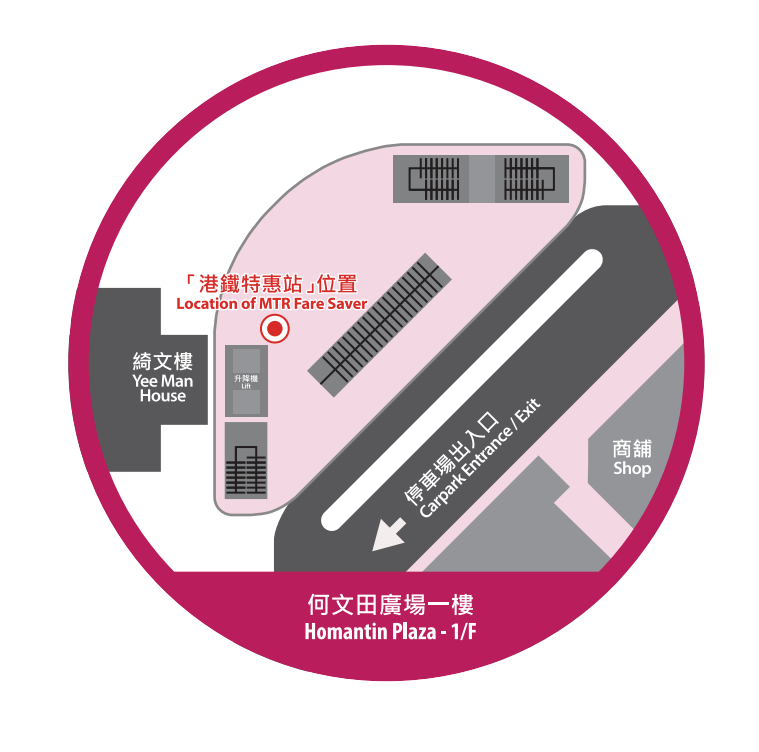 「港鐵特惠站」位置
Location of MTR Fare Saver
綺文樓
Yee Man
House
升降機
Lift
停車場出入口
Carpark Entrance / Exit
商舖
Shop
何文田廣場一樓
Homantin Plaza - 1/F